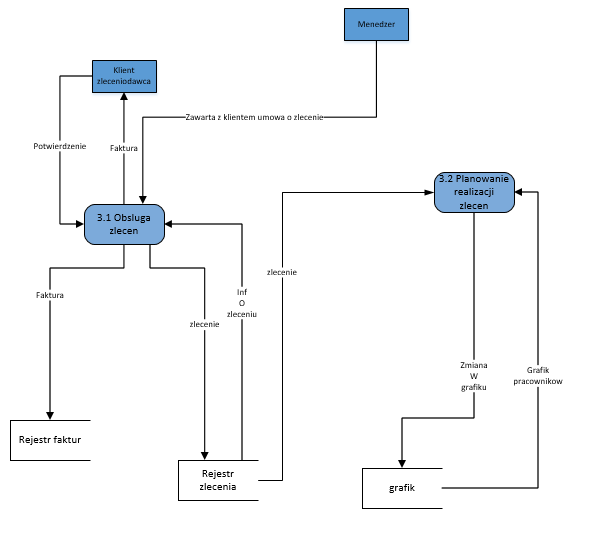 Menedzer
Klient
zleceniodawca
Zawarta z klientem umowa o zlecenie
Potwierdzenie
Faktura
3.2 Planowanie
realizacji
zlecen
3.1 Obsluga
zlecen
zlecenie
Faktura
Inf
O
zleceniu
zlecenie
Zmiana
W
grafiku
Grafik
pracownikow
Rejestr faktur
Rejestr
zlecenia
grafik